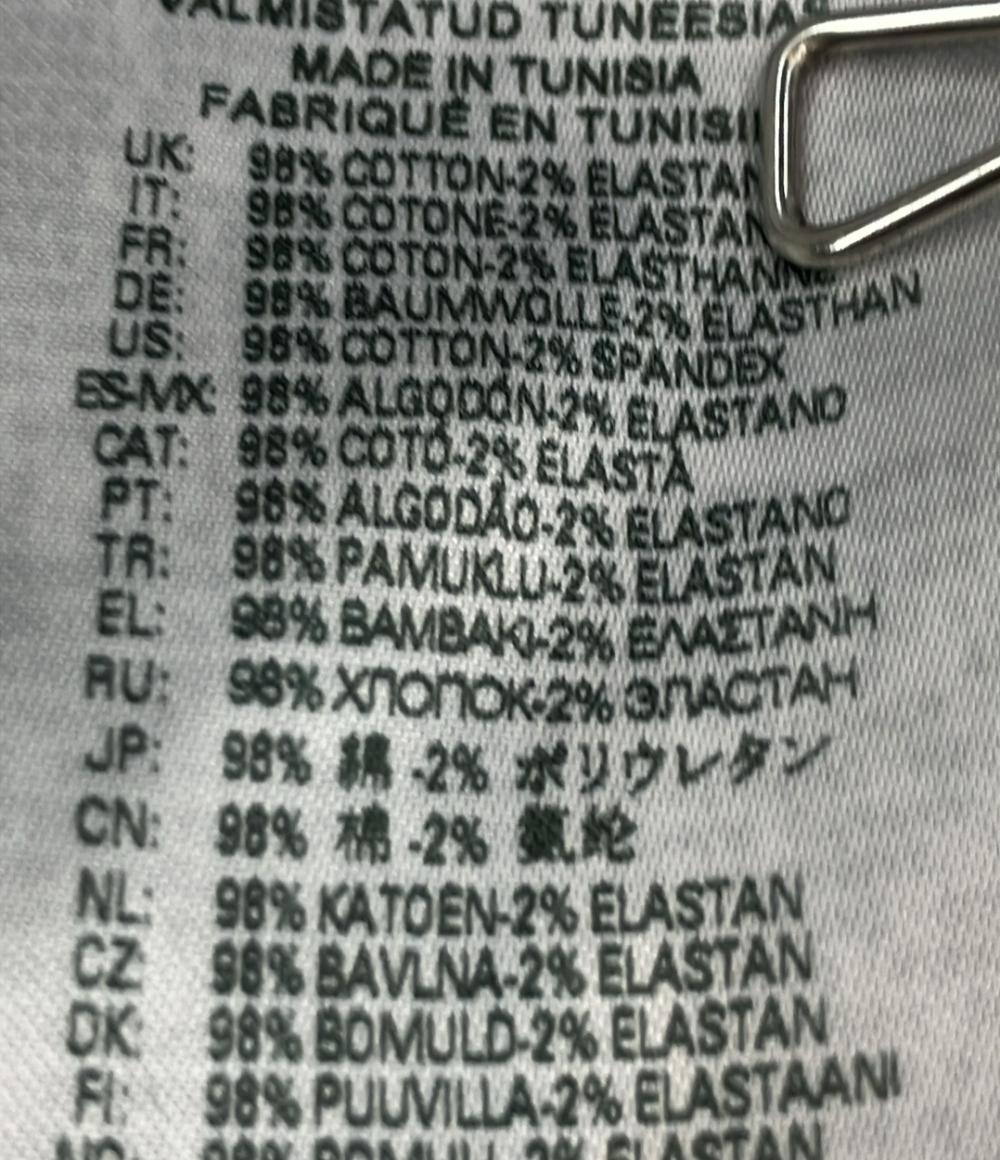 VALMISTATUD TUNEESIAS
MADE IN TUNISIA
FABRIQUÉ EN
UK: 98% COTTON-2% ELASTAN
IT: 98% COTONE-2% ELASTAN
FR: 98% COTON-2% ELASTHANNE
DE: 98% BAUMWOLLE-2% ELASTHAN
US: 98% COTTON-2% SPANDEX
ES-MX: 98% ALGODÓN-2% ELASTANO
CAT: 98% COTÓ-2% ELASTÀ
PT: 98% ALGODÃO-2% ELASTANO
TR: 98% PAMUKLU-2% ELASTAN
EL: 98% ΒΑΜΒΑΚΙ-2% ΕΛΑΣΤΑΝΗ
RU: 98% ХЛОПОК-2% ЭЛАСТАН
JP: 98% 綿 -2% ポリウレタン
CN: 98% 棉 -2% 氨纶
NL: 98% KATOEN-2% ELASTAN
CZ: 98% BAVLNA-2% ELASTAN
DK: 98% BOMULD-2% ELASTAN
FI: 98% PUUVILLA-2% ELASTAANI
98% BOMULL-2% ELASTAN